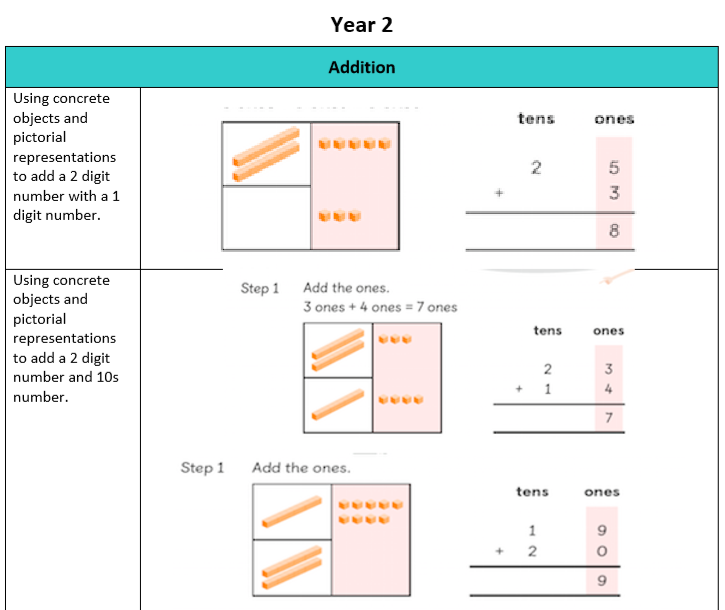 Year 2
Addition
Using concrete
objects and
pictorial
representations
to add a 2 digit
number with a 1
digit number.
tens ones
2 5
+ 3
8
Using concrete
objects and
pictorial
representations
to add a 2 digit
number and 10s
number.
Step 1 Add the ones.
3 ones + 4 ones = 7 ones
tens ones
2 3
+ 1 4
7
Step 1 Add the ones.
tens ones
1 9
+ 2 0
9